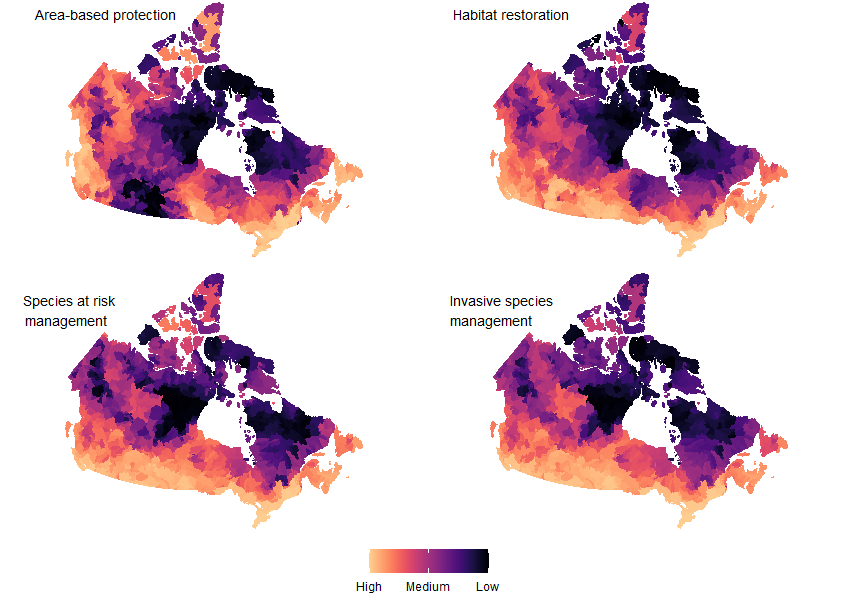 Area-based protection
Habitat restoration
Species at risk
management
Invasive species
management
High Medium Low